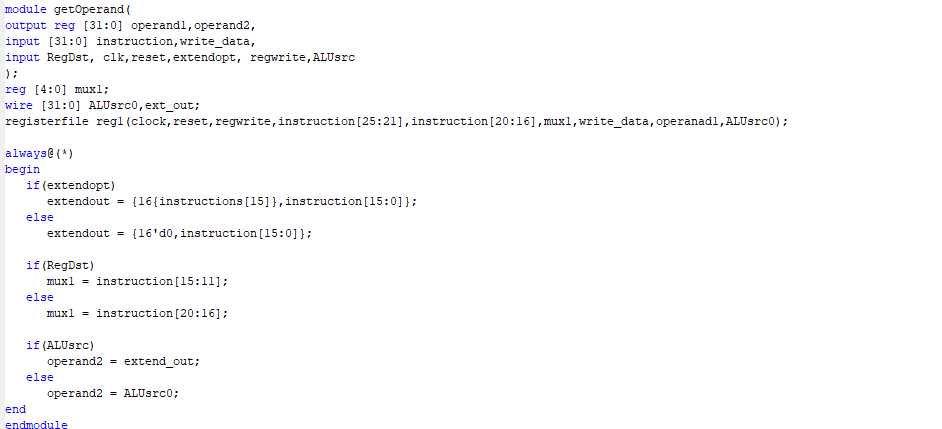 module getOperand(
output reg [31:0] operand1,operand2,
input [31:0] instruction,write_data,
input RegDst, clk,reset,extendopt, regwrite,ALUsrc
);
reg [4:0] mux1;
wire [31:0] ALUsrc0,ext_out;
registerfile reg1(clock,reset,regwrite,instruction[25:21],instruction[20:16],mux1,write_data,operanad1,ALUsrc0);
always@(*)
begin
if(extendopt)
extendout = {16{instructions[15]},instruction[15:0]};
else
extendout = {16'd0,instruction[15:0]};
if(RegDst)
mux1 = instruction[15:11];
else
mux1 = instruction[20:16];
if(ALUsrc)
operand2 = extend_out;
else
operand2 = ALUsrc0;
end
endmodule